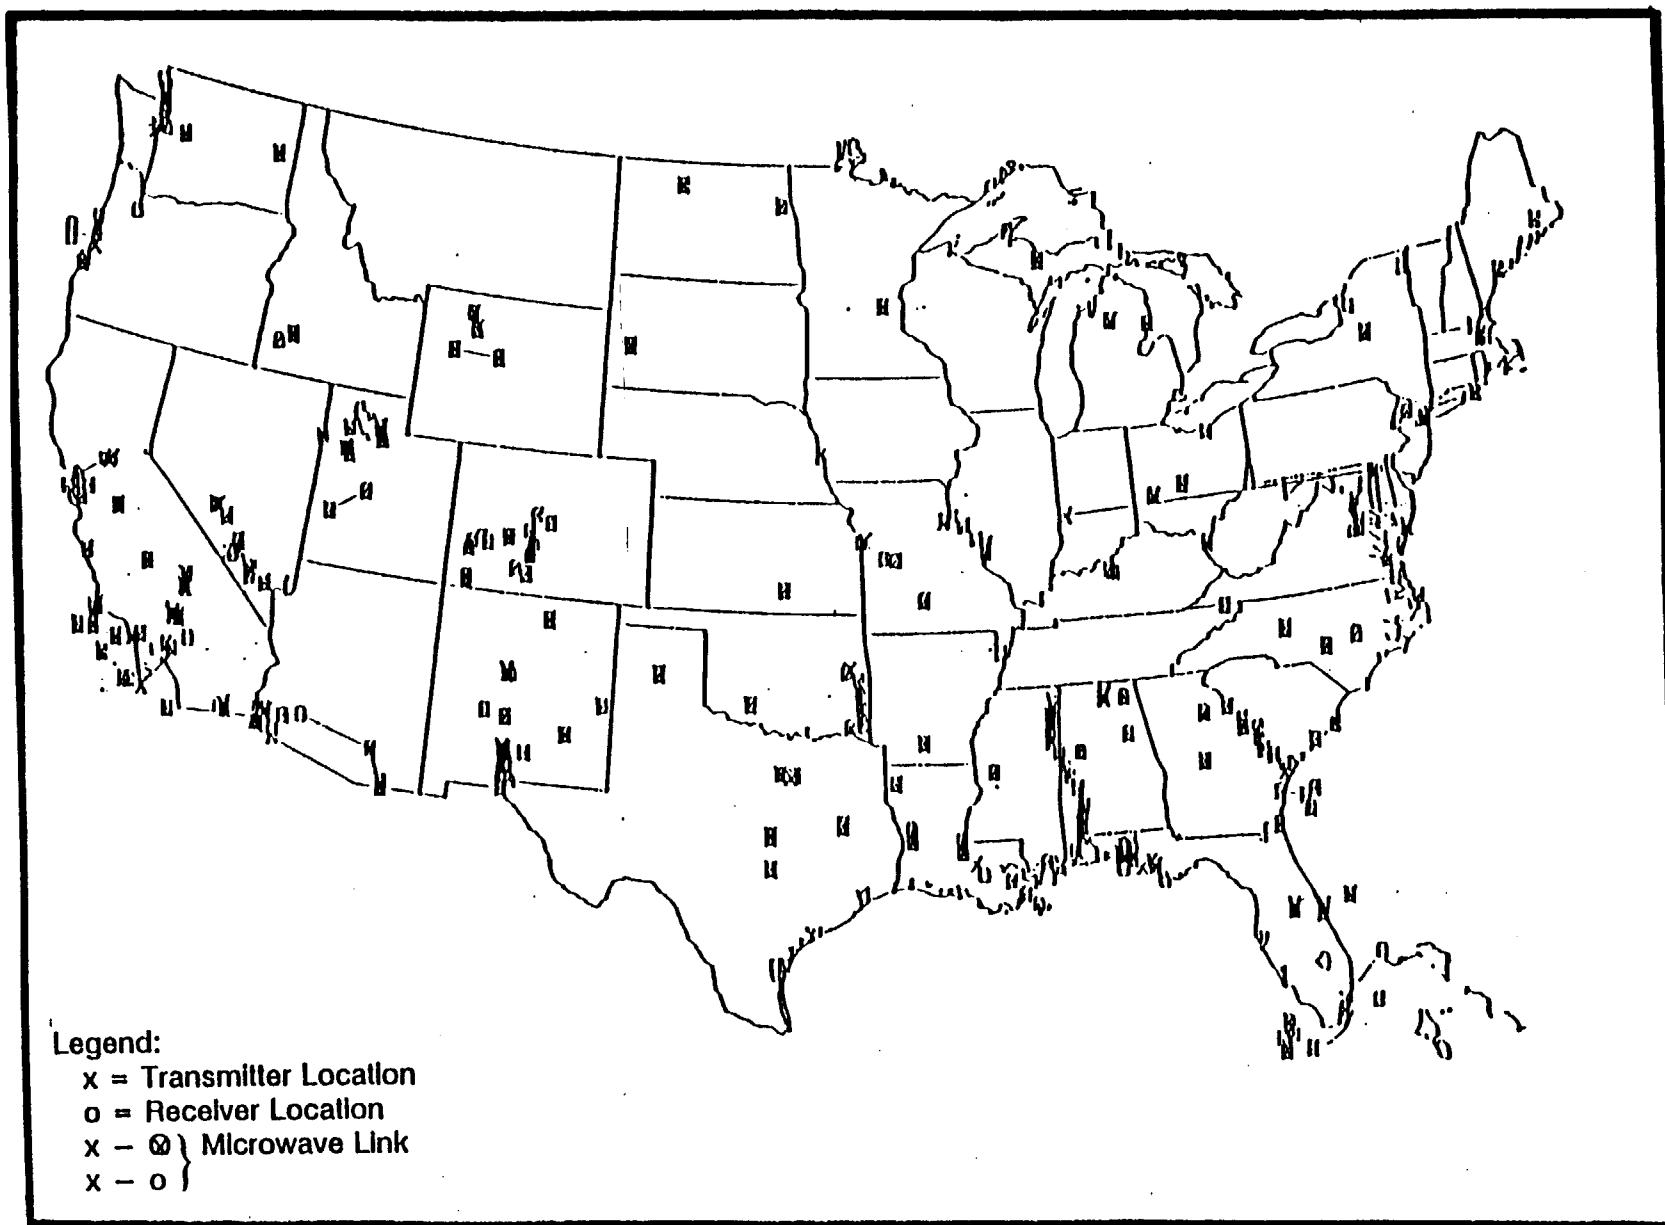 Legend:
x = Transmitter Location
o = Receiver Location
x – ⊗ } Microwave Link
x – o